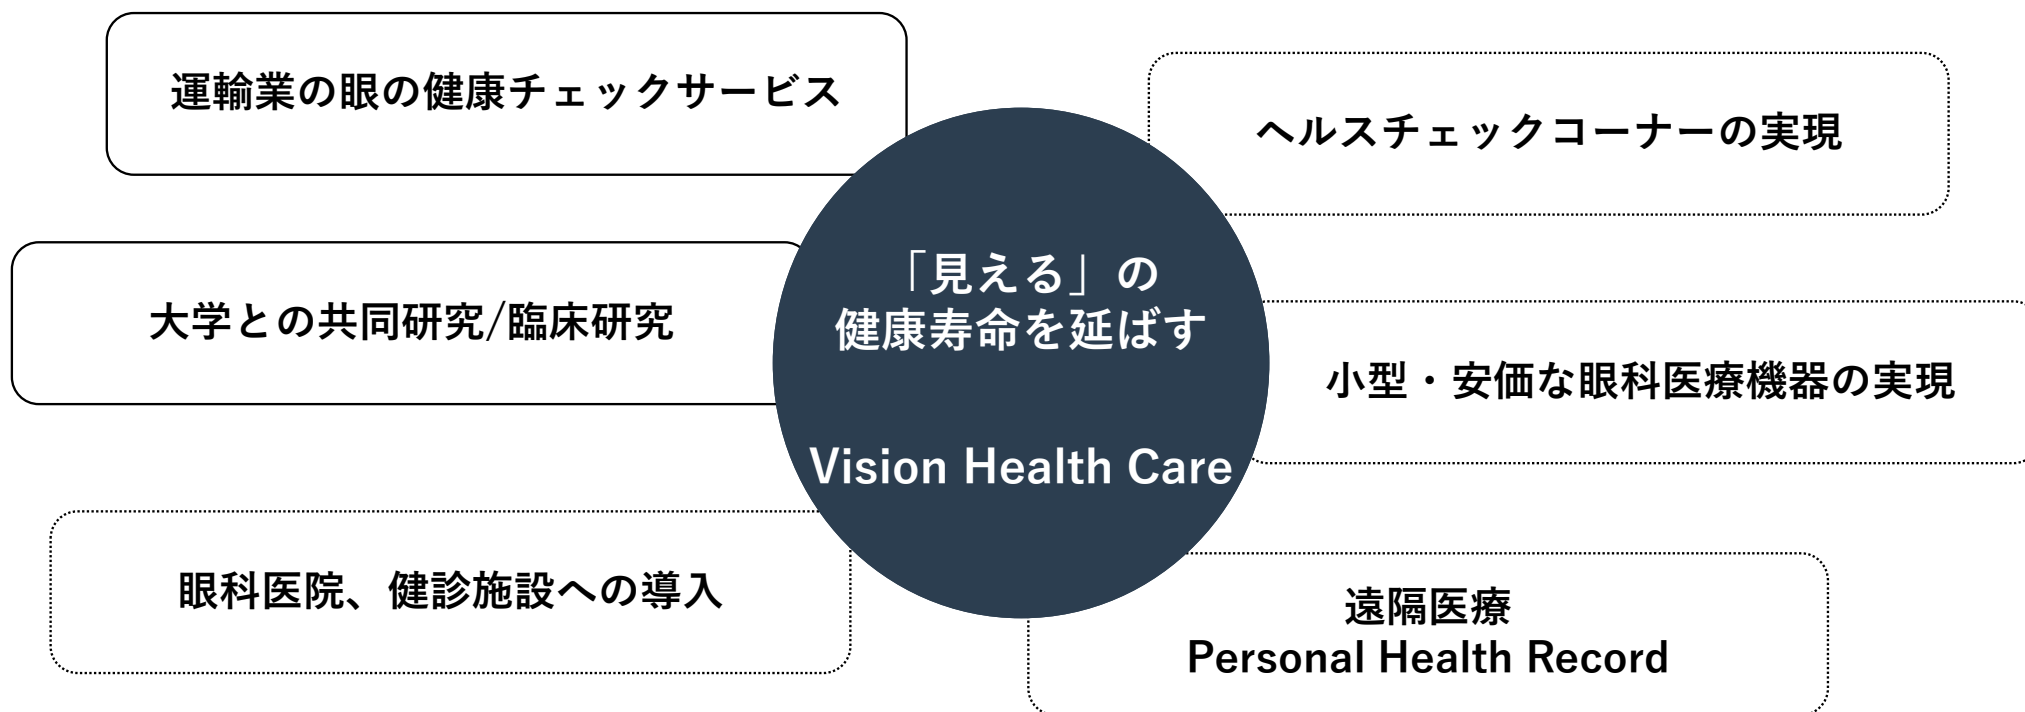 運輸業の眼の健康チェックサービス
大学との共同研究/臨床研究
眼科医院、健診施設への導入
「見える」の
健康寿命を延ばす
Vision Health Care
ヘルスチェックコーナーの実現
小型・安価な眼科医療機器の実現
遠隔医療
Personal Health Record